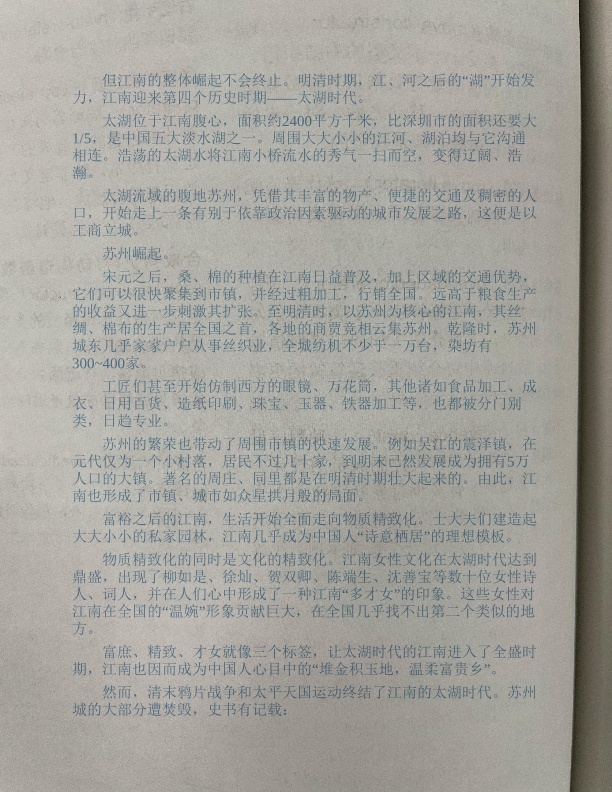 但江南的整体崛起不会终止。明清时期，江、河之后的“湖”开始发
力，江南迎来第四个历史时期——太湖时代。
太湖位于江南腹心，面积约2400平方千米，比深圳市的面积还要大
1/5，是中国五大淡水湖之一。周围大大小小的江河、湖泊均与它沟通
相连。浩荡的太湖水将江南小桥流水的秀气一扫而空，变得辽阔、浩
瀚。
太湖流域的腹地苏州，凭借其丰富的物产、便捷的交通及稠密的人
口，开始走上一条有别于依靠政治因素驱动的城市发展之路，这便是以
工商立城。
苏州崛起。
宋元之后，桑、棉的种植在江南日益普及，加上区域的交通优势，
它们可以很快聚集到市镇，并经过粗加工，行销全国。远高于粮食生产
的收益又进一步刺激其扩张。至明清时，以苏州为核心的江南，其丝
绸、棉布的生产居全国之首，各地的商贾竞相云集苏州。乾隆时，苏州
城东几乎家家户户从事丝织业，全城纺机不少于一万台，染坊有
300~400家。
工匠们甚至开始仿制西方的眼镜、万花筒，其他诸如食品加工、成
衣、日用百货、造纸印刷、珠宝、玉器、铁器加工等，也都被分门别
类，日趋专业。
苏州的繁荣也带动了周围市镇的快速发展。例如吴江的震泽镇，在
元代仅为一个小村落，居民不过几十家，到明末已然发展成为拥有5万
人口的大镇。著名的周庄、同里都是在明清时期壮大起来的。由此，江
南也形成了市镇、城市如众星拱月般的局面。
富裕之后的江南，生活开始全面走向物质精致化。士大夫们建造起
大大小小的私家园林，江南几乎成为中国人“诗意栖居”的理想模板。
物质精致化的同时是文化的精致化。江南女性文化在太湖时代达到
鼎盛，出现了柳如是、徐灿、贺双卿、陈端生、沈善宝等数十位女性诗
人、词人，并在人们心中形成了一种江南“多才女”的印象。这些女性对
江南在全国的“温婉”形象贡献巨大，在全国几乎找不出第二个类似的地
方。
富庶、精致、才女就像三个标签，让太湖时代的江南进入了全盛时
期，江南也因而成为中国人心目中的“堆金积玉地，温柔富贵乡”。
然而，清末鸦片战争和太平天国运动终结了江南的太湖时代。苏州
城的大部分遭焚毁，史书有记载：